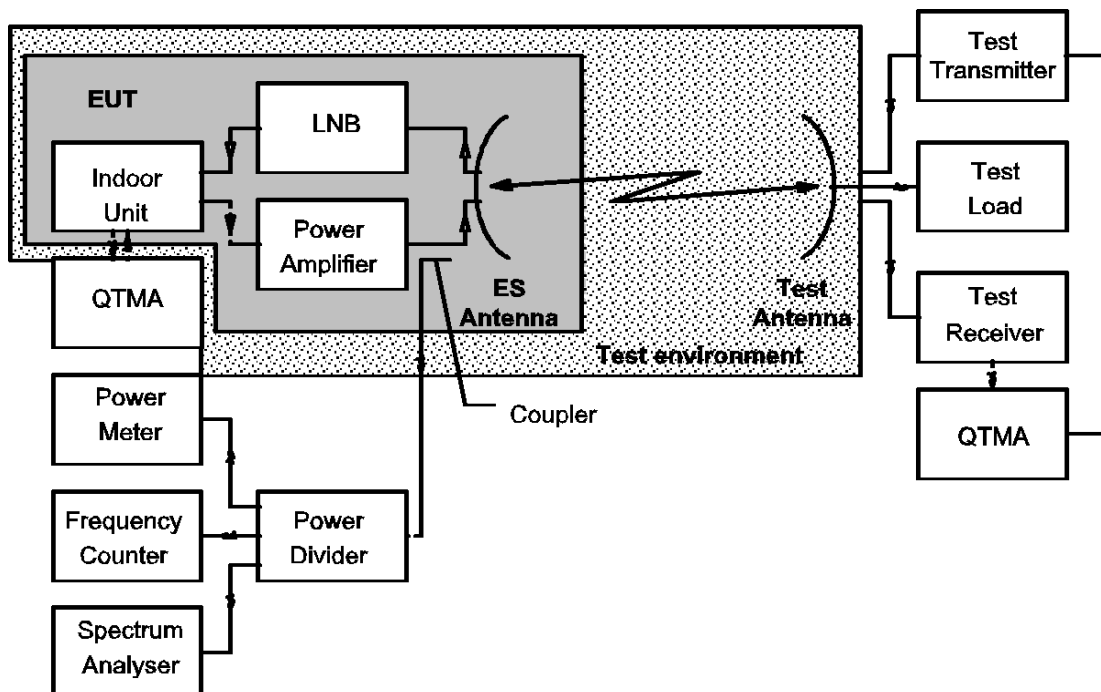 EUT
LNB
Indoor
Unit
Power
Amplifier
QTMA
ES
Antenna
Test
Antenna
Test environment
Test
Transmitter
Test
Load
Test
Receiver
QTMA
Power
Meter
Coupler
Frequency
Counter
Power
Divider
Spectrum
Analyser